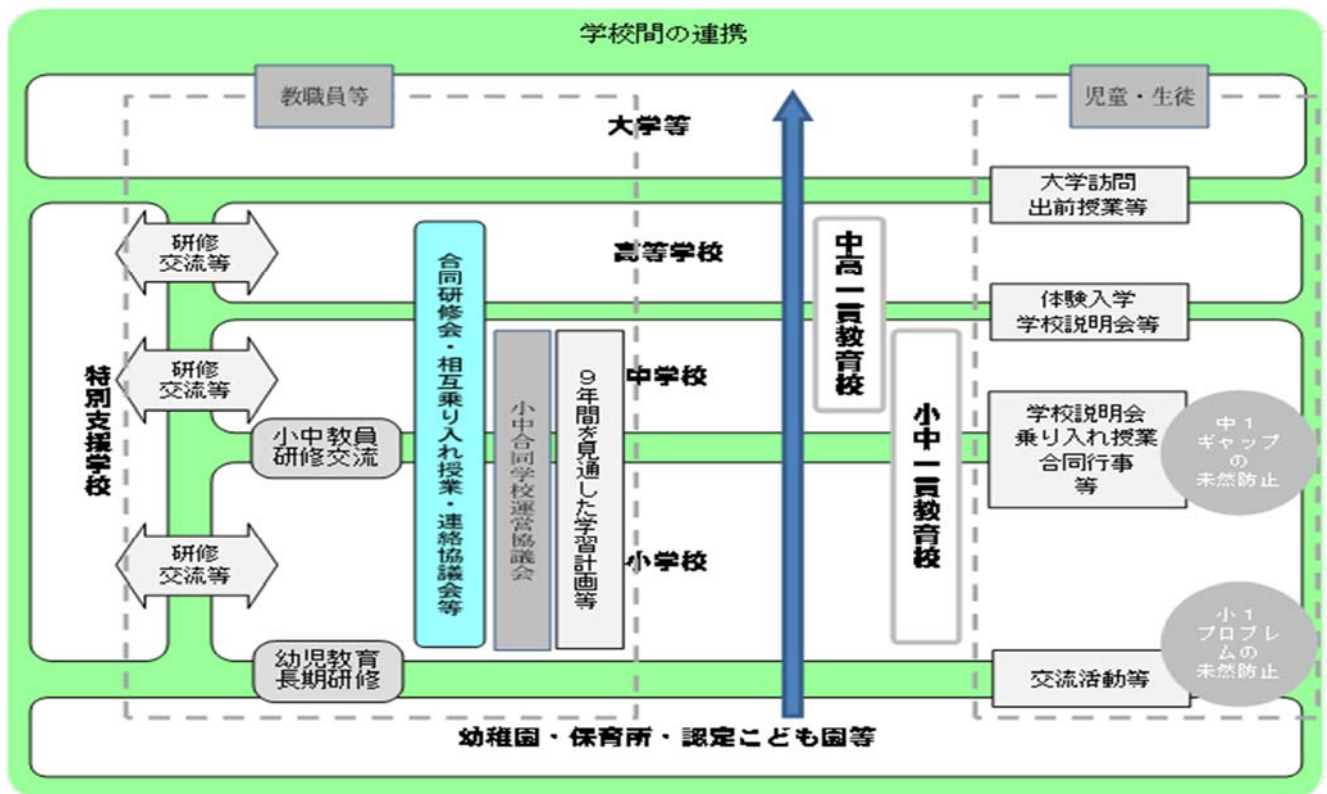 学校間の連携
教職員等
児童・生徒
大学等
大学訪問
出前授業等
研修
交流等
高等学校
中高一貫教育校
体験入学
学校説明会等
特別支援学校
研修
交流等
合同研修会・相互乗り入れ授業・連絡協議会等
小中合同学校運営協議会
９年間を見通した学習計画等
中学校
小中一貫教育校
学校説明会
乗り入れ授業
合同行事
等
中１
ギャップ
の
未然防止
小中教員
研修交流
研修
交流等
小学校
幼児教育
長期研修
交流活動等
小１
プロブレ
ムの
未然防止
幼稚園・保育所・認定こども園等